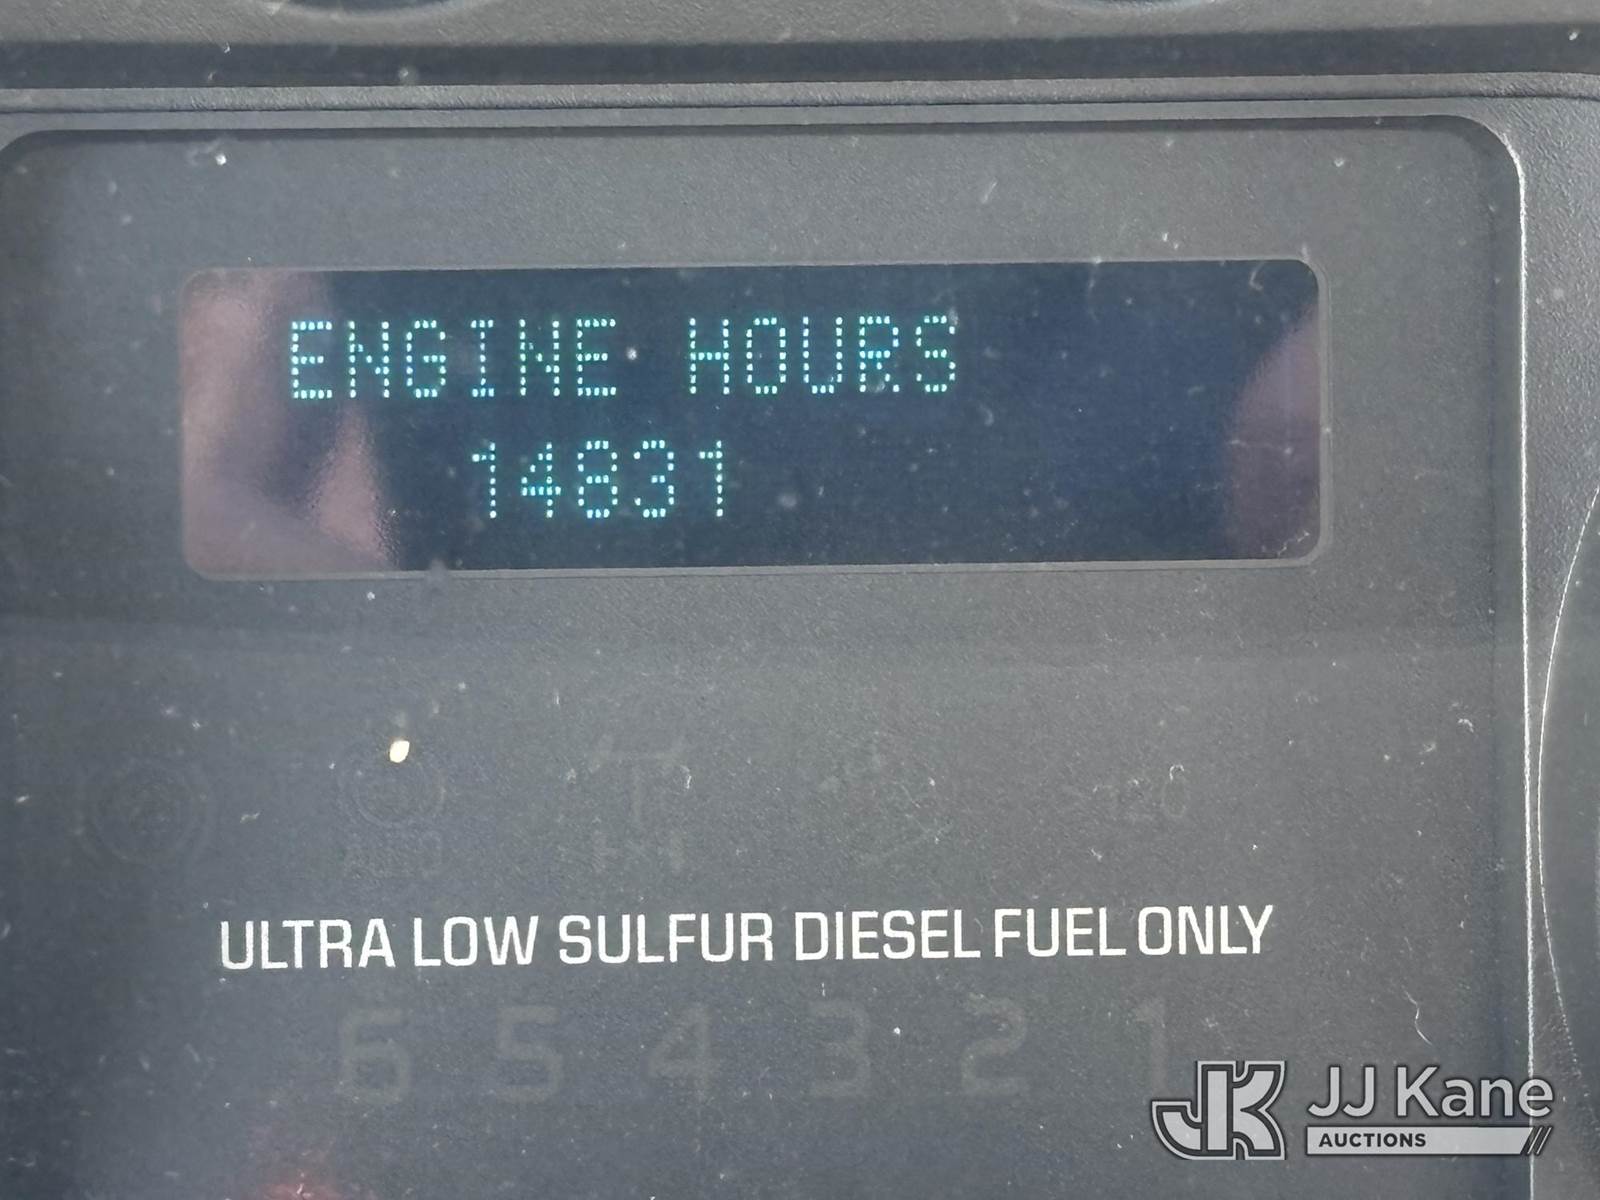 ENGINE HOURS
14831
ULTRA LOW SULFUR DIESEL FUEL ONLY
6 5 4 3 2 1
JJ Kane
AUCTIONS